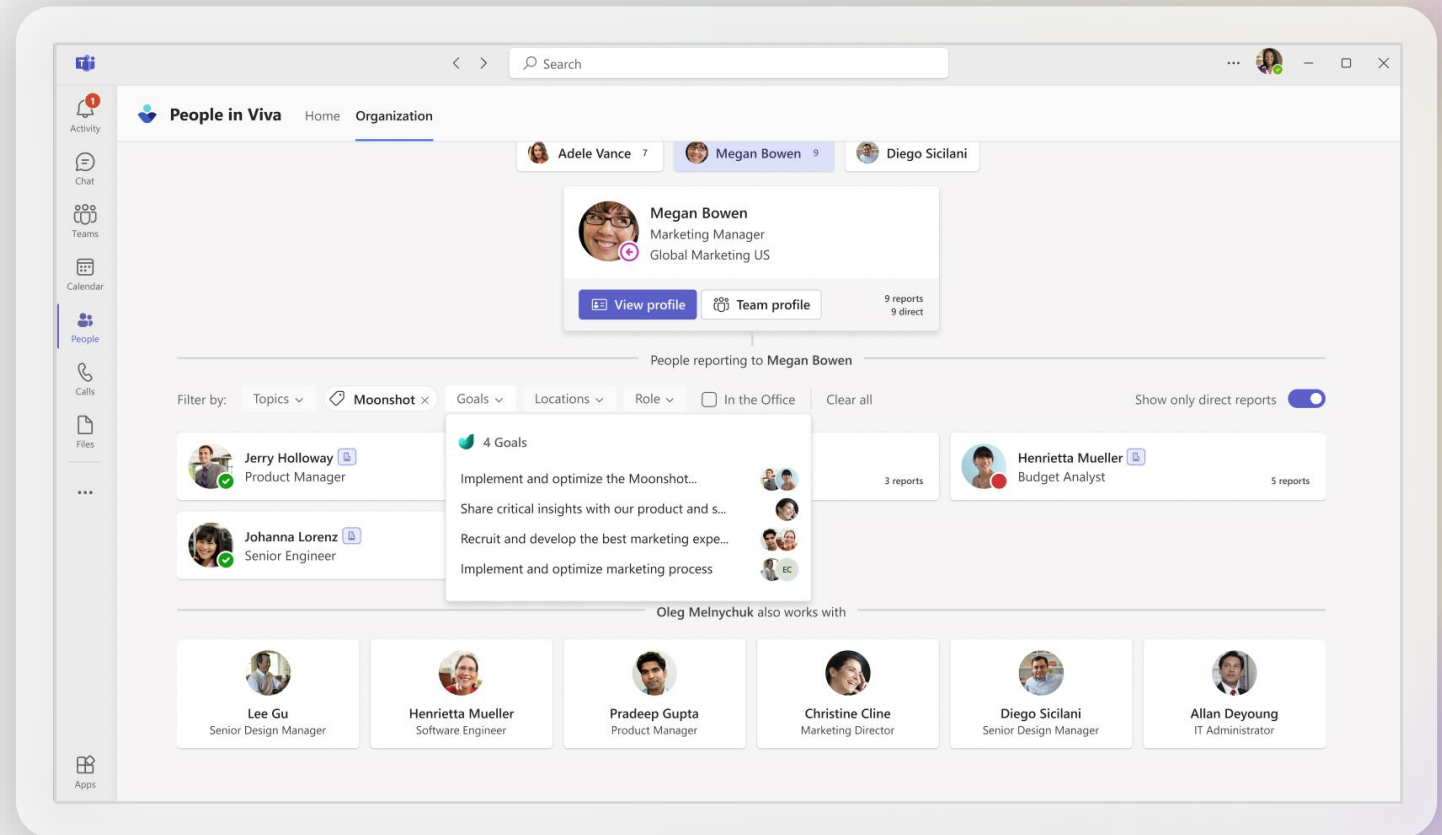 Search
...
1
Activity
Chat
Teams
Calendar
People
Calls
Files
...
Apps
People in Viva Home Organization
Adele Vance 7
Megan Bowen 9
Diego Sicilani
Megan Bowen
Marketing Manager
Global Marketing US
View profile
Team profile
9 reports
9 direct
People reporting to Megan Bowen
Filter by: Topics Moonshot × Goals Locations Role In the Office Clear all Show only direct reports
Jerry Holloway
Product Manager
4 Goals
Implement and optimize the Moonshot...
Share critical insights with our product and s...
Recruit and develop the best marketing expe...
Implement and optimize marketing process
EC
3 reports
Henrietta Mueller
Budget Analyst
5 reports
Johanna Lorenz
Senior Engineer
Oleg Melnychuk also works with
Lee Gu
Senior Design Manager
Henrietta Mueller
Software Engineer
Pradeep Gupta
Product Manager
Christine Cline
Marketing Director
Diego Sicilani
Senior Design Manager
Allan Deyoung
IT Administrator